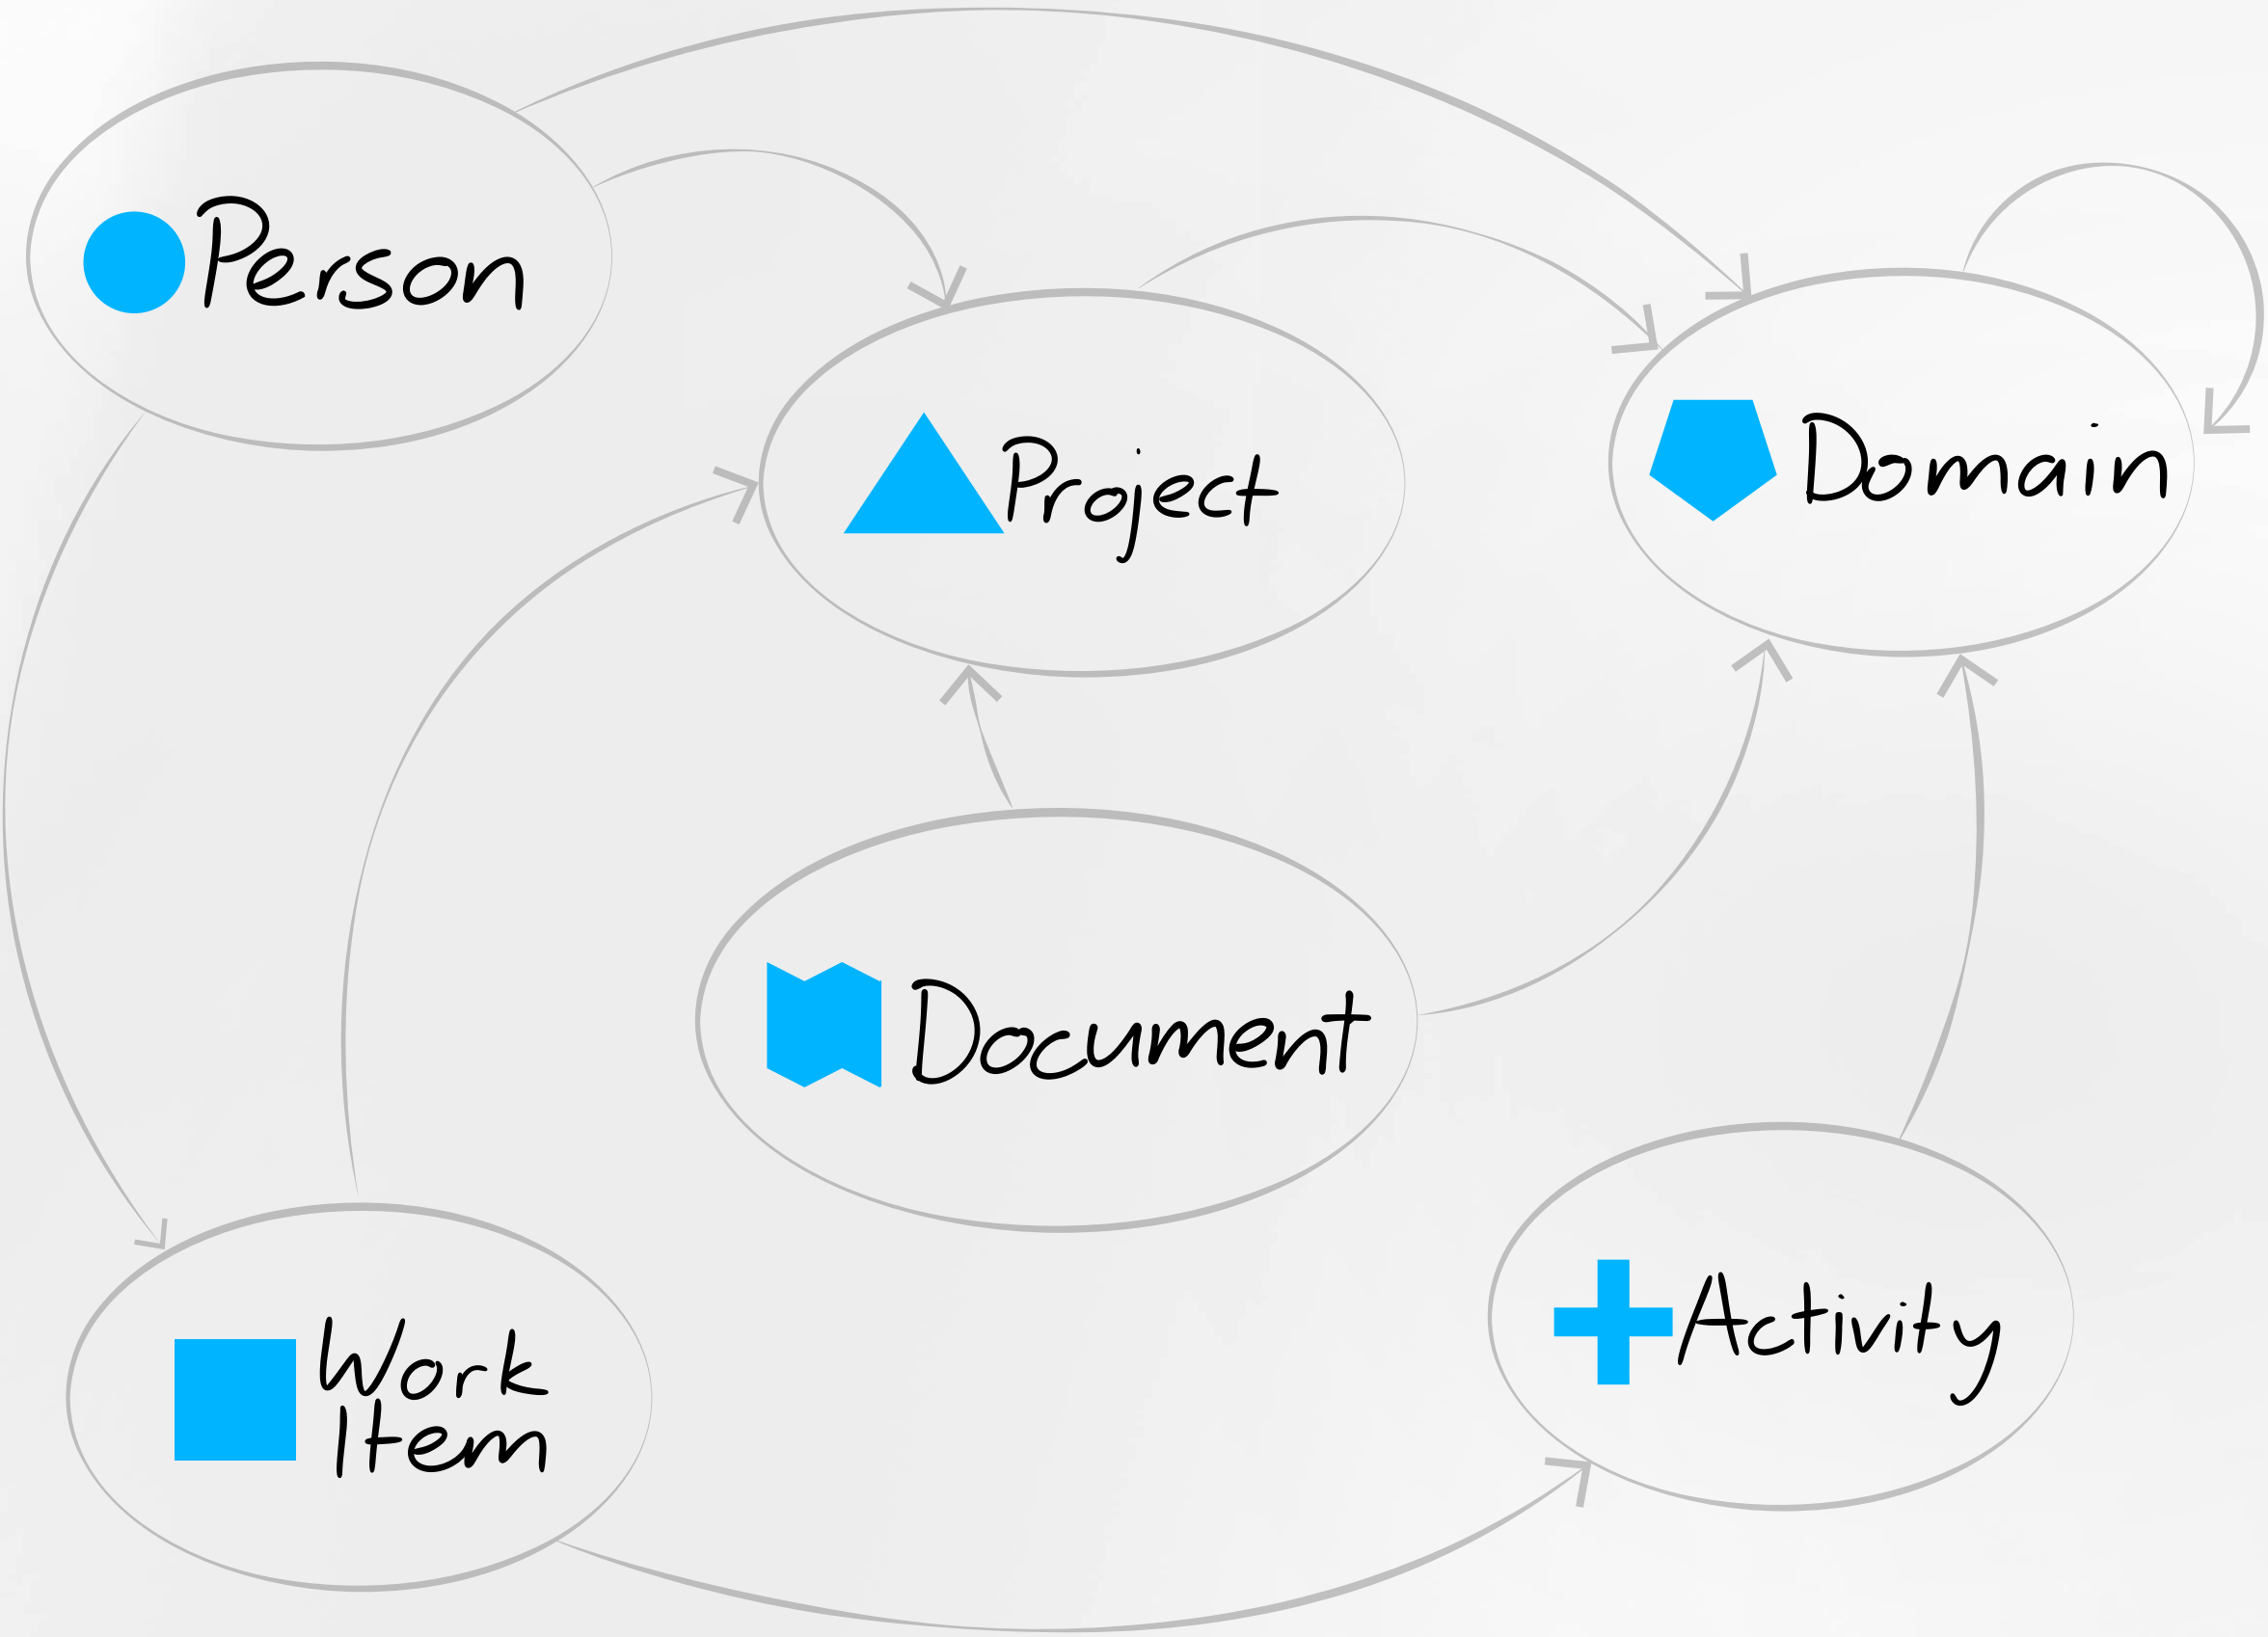 Person
Project
Domain
Document
Work
Item
Activity